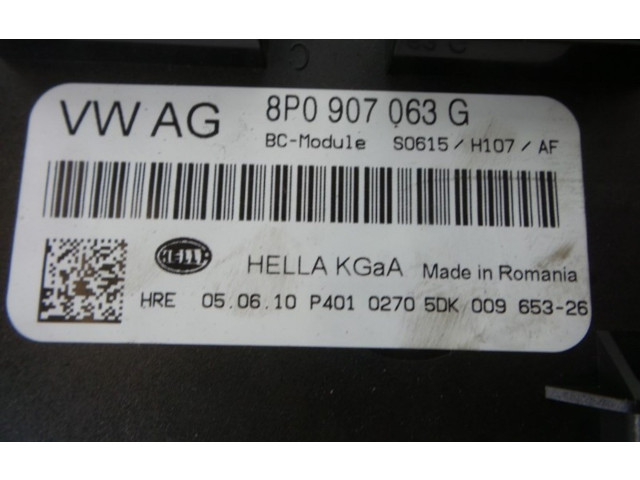 VW AG 8P0 907 063 G
BC-Module S0615 / H107 / AF
HELLA
HELLA KGaA Made in Romania
HRE 05.06.10 P401 0270 5DK 009 653-26